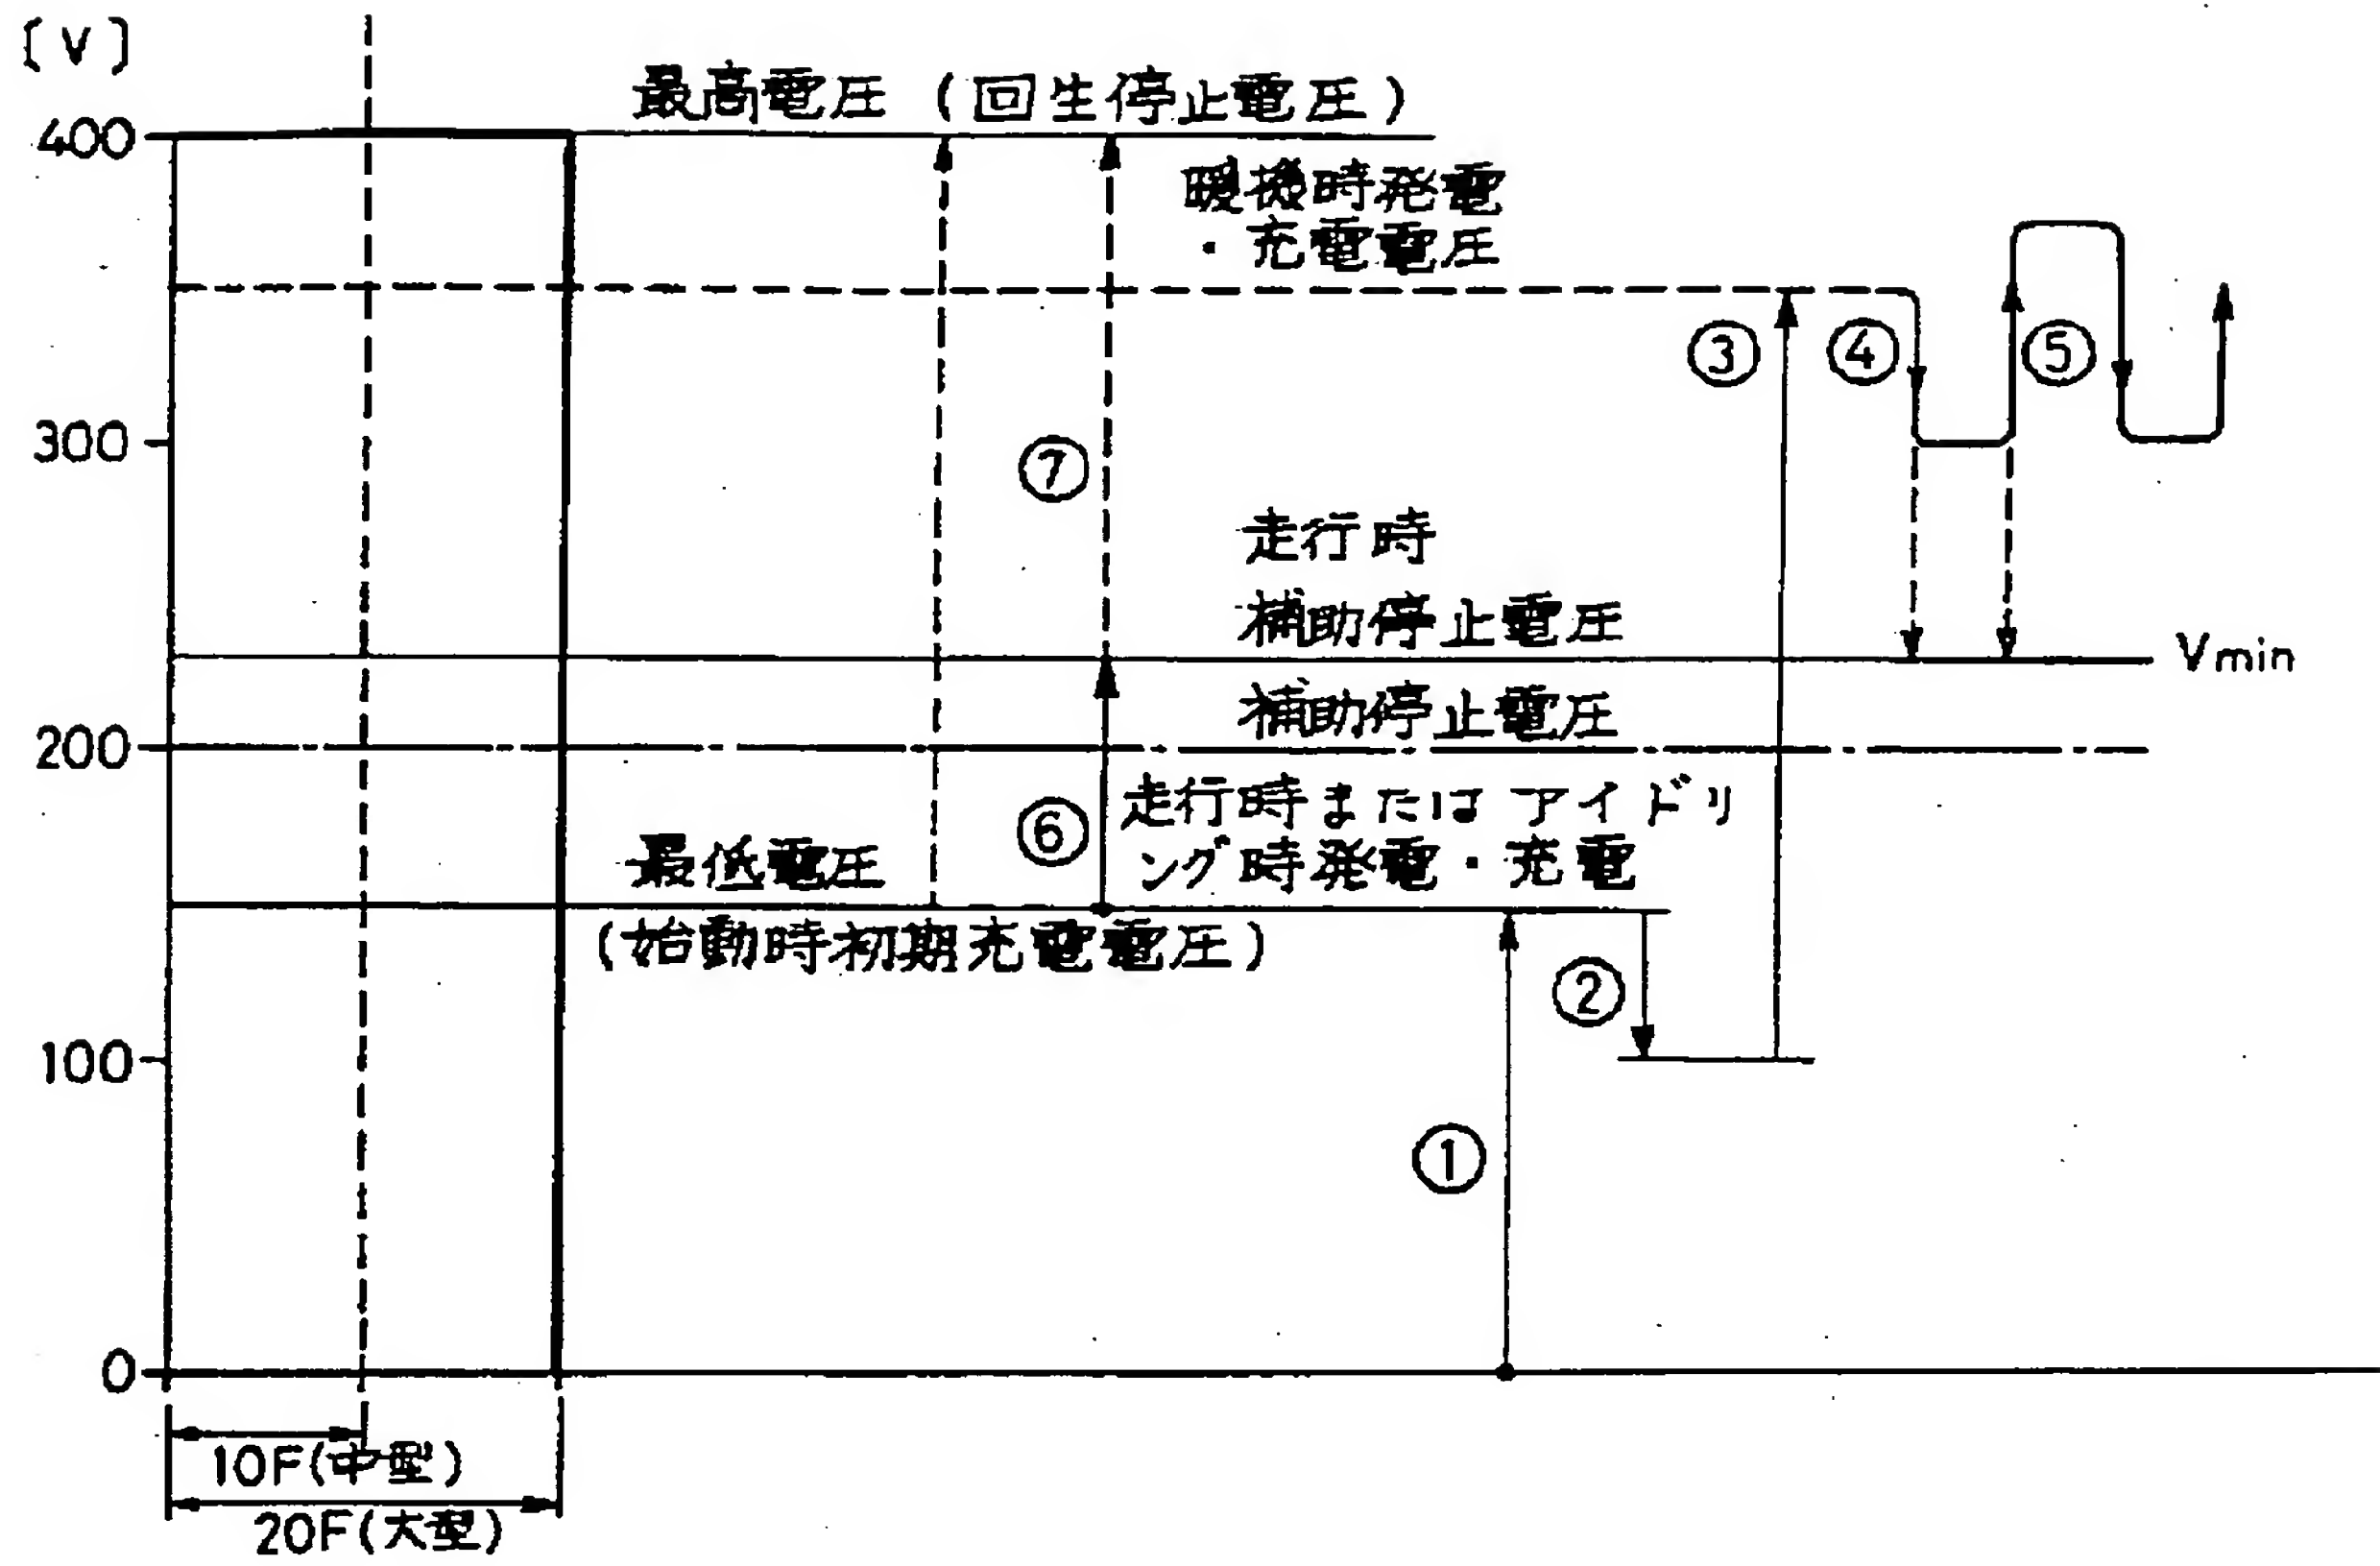 〔V〕
最高電圧(回生停止電圧)
400
暖機時発電
・充電電圧
③
④
⑤
300
⑦
走行時
補助停止電圧
Vmin
補助停止電圧
200
走行時またはアイドリ
⑥
ング時発電・充電
最低電圧
(始動時初期充電電圧)
②
100
①
0
10F(中型)
20F(大型)